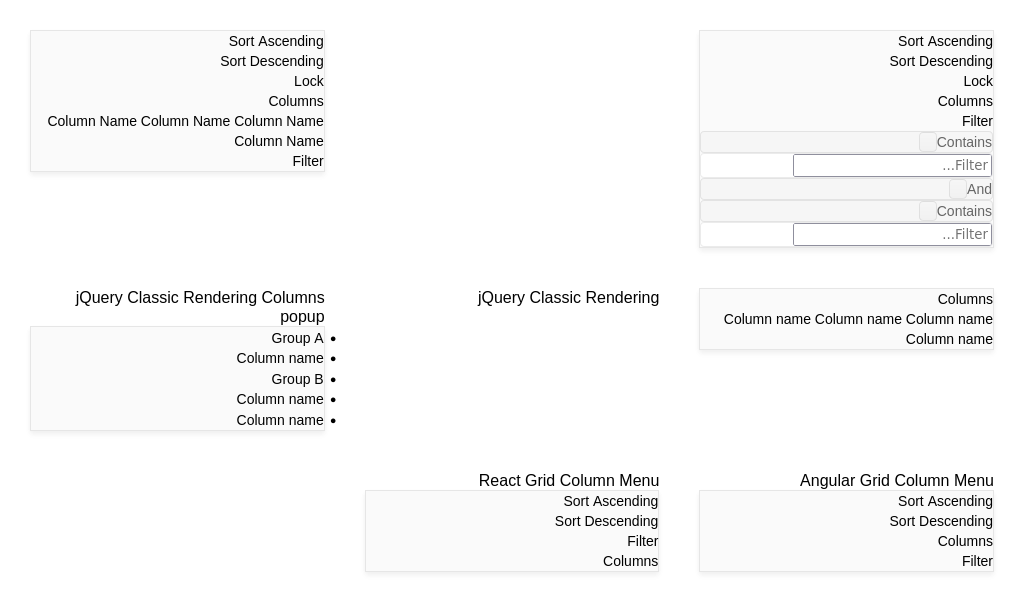 Sort Ascending
Sort Descending
Lock
Columns
Column Name Column Name Column Name
Column Name
Filter
Sort Ascending
Sort Descending
Lock
Columns
Filter
Contains
...Filter
And
Contains
...Filter
jQuery Classic Rendering Columns
popup
Group A
Column name
Group B
Column name
Column name
jQuery Classic Rendering
Columns
Column name Column name Column name
Column name
React Grid Column Menu
Sort Ascending
Sort Descending
Filter
Columns
Angular Grid Column Menu
Sort Ascending
Sort Descending
Columns
Filter